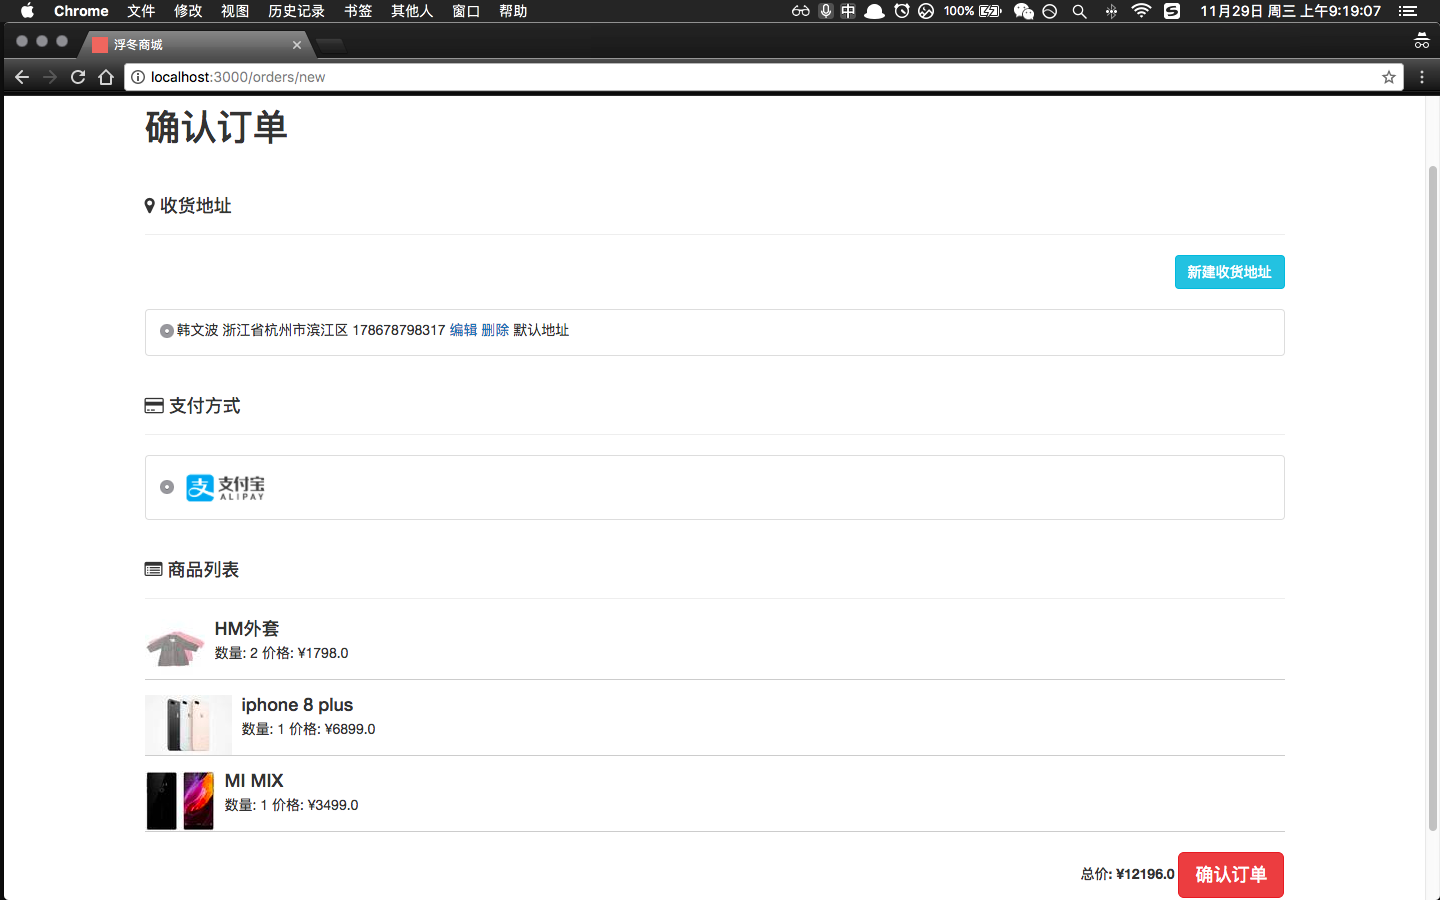 Chrome 文件 修改 视图 历史记录 书签 其他人 窗口 帮助 中 100% 11月29日 周三 上午9:19:07
浮冬商城
localhost:3000/orders/new
确认订单
收货地址
新建收货地址
韩文波 浙江省杭州市滨江区 178678798317 编辑 删除 默认地址
支付方式
支 支付宝
ALIPAY
商品列表
HM外套
数量: 2 价格: ¥1798.0
iphone 8 plus
数量: 1 价格: ¥6899.0
MI MIX
数量: 1 价格: ¥3499.0
总价: ¥12196.0 确认订单